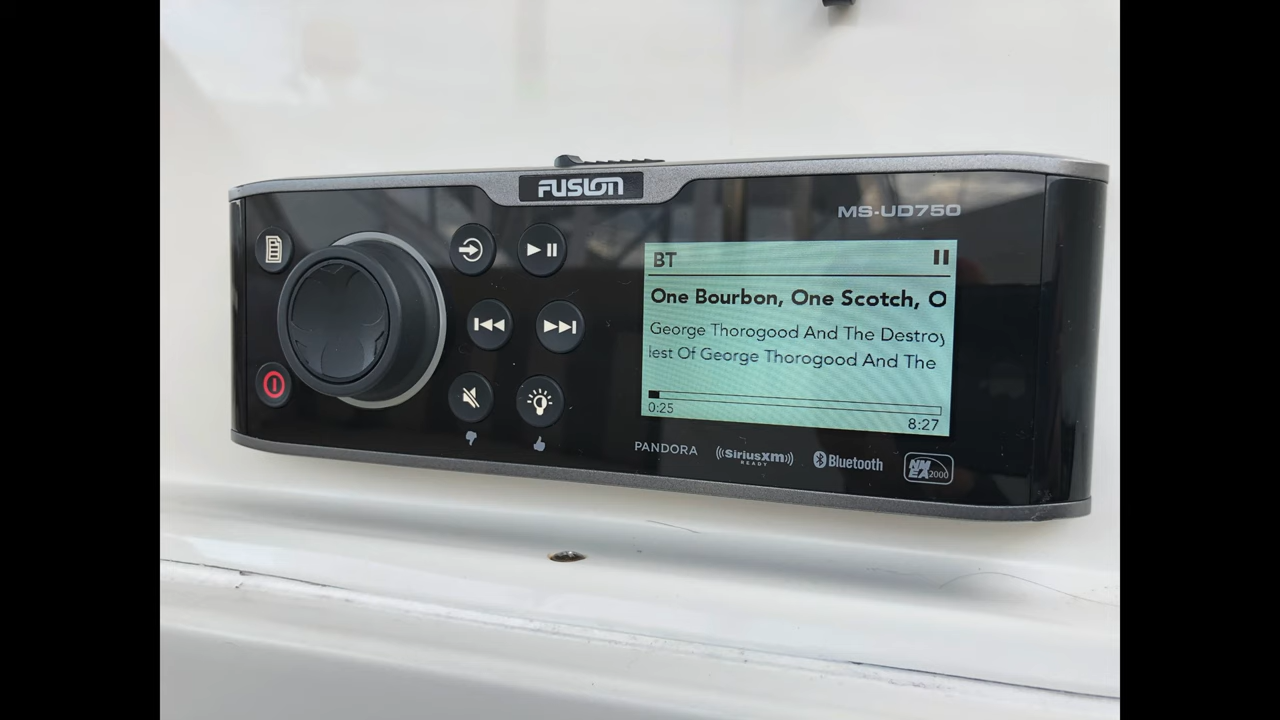 FUSION
MS-UD750
BT
One Bourbon, One Scotch, O
George Thorogood And The Destroy
lest Of George Thorogood And The
0:25
8:27
PANDORA
((SiriusXM))
READY
Bluetooth
NMEA 2000